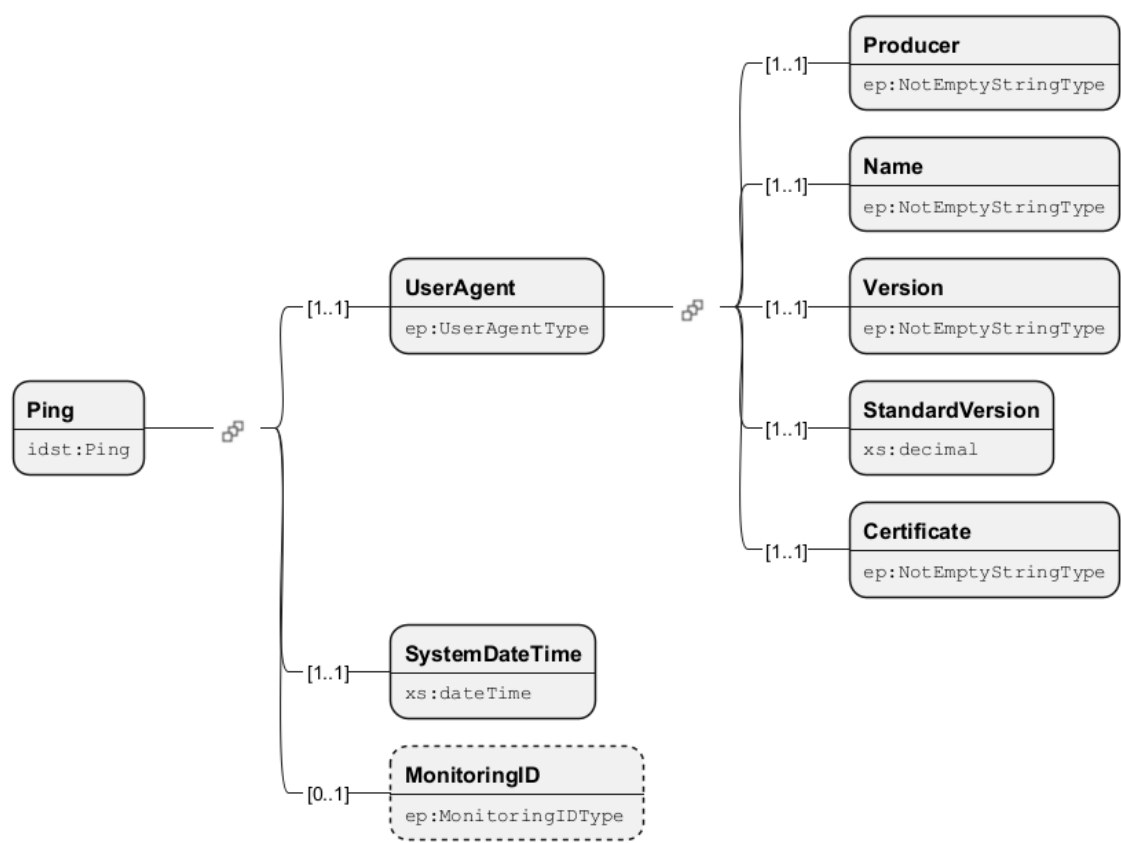 Ping
idst:Ping
[1..1]
UserAgent
ep:UserAgentType
[1..1]
Producer
ep:NotEmptyStringType
[1..1]
Name
ep:NotEmptyStringType
[1..1]
Version
ep:NotEmptyStringType
[1..1]
StandardVersion
xs:decimal
[1..1]
Certificate
ep:NotEmptyStringType
[1..1]
SystemDateTime
xs:dateTime
[0..1]
MonitoringID
ep:MonitoringIDType